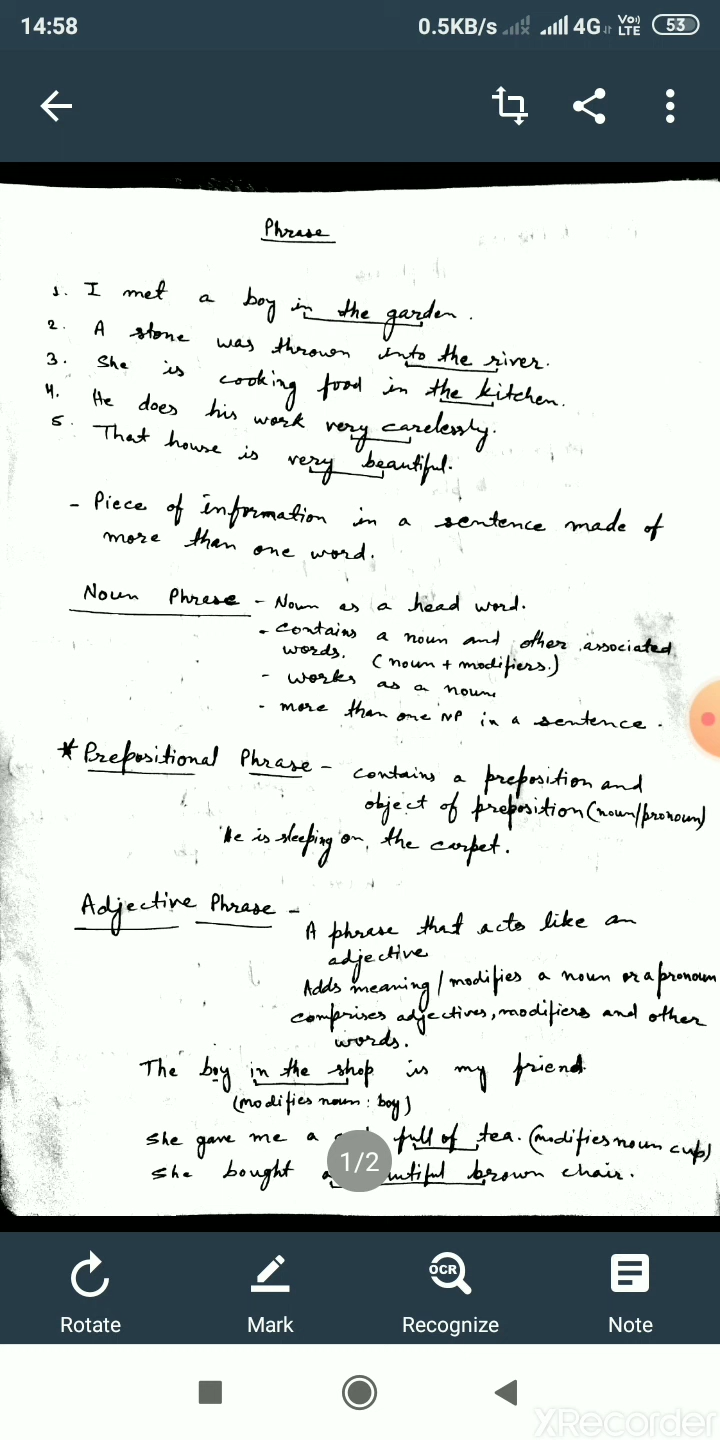 14:58 0.5KB/s 4G Vo)) LTE 53
Phrase
1. I met a boy in the garden.
2. A stone was thrown into the river.
3. She is cooking food in the kitchen.
4. He does his work very carelessly.
5. That house is very beautiful.
- Piece of information in a sentence made of
more than one word.
Noun Phrase - Noun as a head word.
- contains a noun and other associated
words. (noun + modifiers.)
- works as a noun
- more than one NP in a sentence.
* Prepositional Phrase - contains a preposition and
object of preposition (noun/pronoun)
He is sleeping on, the carpet.
Adjective Phrase -
A phrase that acts like an
adjective
Adds meaning/modifies a noun or a pronoun
comprises adjectives, modifiers and other
words.
The boy in the shop is my friend
(modifies noun: boy)
She gave me a full of tea. (modifies noun cup)
1/2
She bought brown chair.
OCR
Rotate Mark Recognize Note
XRecorder